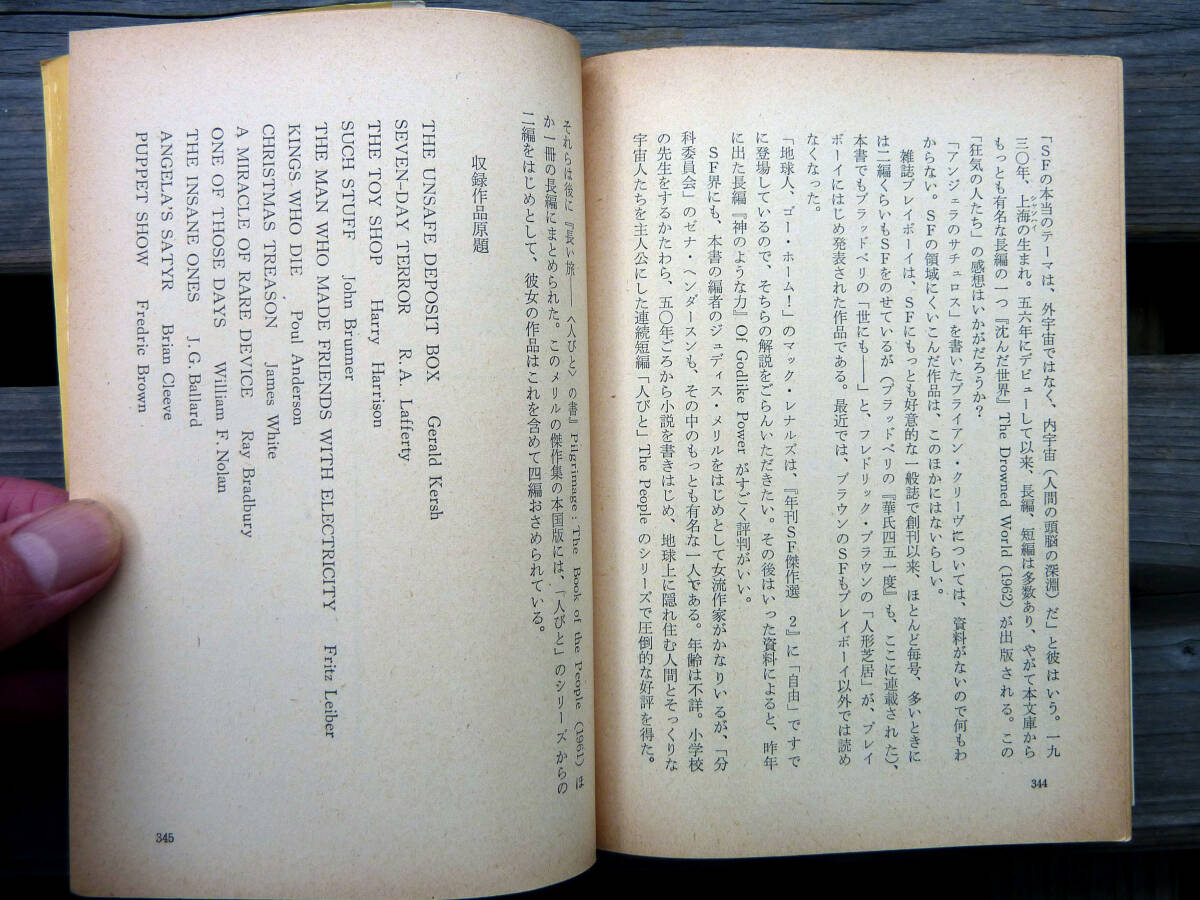 「SFの本当のテーマは、外宇宙ではなく、内宇宙（人間の頭脳の深淵）だ」と彼はいう。一九
三〇年、上海の生まれ。五六年にデビューして以来、長編、短編は多数あり、やがて本文庫から
シャンハイ
もっとも有名な長編の一つ『沈んだ世界』The Drowned World (1962) が出版される。この
「狂気の人たち」の感想はいかがだろうか？
「アンジェラのサチュロス」を書いたブライアン・クリーヴについては、資料がないので何もわ
からない。SFの領域にくいこんだ作品は、このほかにはないらしい。
雑誌プレイボーイは、SFにもっとも好意的な一般誌で創刊以来、ほとんど毎号、多いときに
は二編くらいもSFをのせているが（ブラッドベリの『華氏四五一度』も、ここに連載された）、
本書でもブラッドベリの「世にも――」と、フレドリック・ブラウンの「人形芝居」が、プレイ
ボーイにはじめ発表された作品である。最近では、ブラウンのSFもプレイボーイ以外では読め
なくなった。
「地球人、ゴー・ホーム！」のマック・レナルズは、『年刊SF傑作選 2』に「自由」ですで
に登場しているので、そちらの解説をごらんいただきたい。その後はいった資料によると、昨年
に出た長編『神のような力』Of Godlike Power がすごく評判がいい。
SF界にも、本書の編者のジュディス・メリルをはじめとして女流作家がかなりいるが、「分
科委員会」のゼナ・ヘンダースンも、その中のもっとも有名な一人である。年齢は不詳。小学校
の先生をするかたわら、五〇年ごろから小説を書きはじめ、地球上に隠れ住む人間とそっくりな
宇宙人たちを主人公にした連続短編「人びと」The People のシリーズで圧倒的な好評を得た。
344
それらは後に『長い旅――〈人びと〉の書』Pilgrimage : The Book of the People (1961) ほ
か一冊の長編にまとめられた。このメリルの傑作集の本国版には、「人びと」のシリーズからの
二編をはじめとして、彼女の作品はこれを含めて四編おさめられている。
収録作品原題
THE UNSAFE DEPOSIT BOX Gerald Kersh
SEVEN-DAY TERROR R. A. Lafferty
THE TOY SHOP Harry Harrison
SUCH STUFF John Brunner
THE MAN WHO MADE FRIENDS WITH ELECTRICITY Fritz Leiber
KINGS WHO DIE Poul Anderson
CHRISTMAS TREASON James White
A MIRACLE OF RARE DEVICE Ray Bradbury
ONE OF THOSE DAYS William F. Nolan
THE INSANE ONES J. G. Ballard
ANGELA'S SATYR Brian Cleeve
PUPPET SHOW Fredric Brown
345